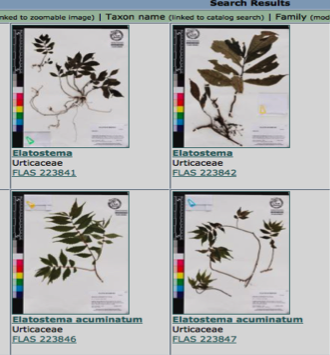 Search Results
nked to zoomable image) | Taxon name (linked to catalog search) | Family (mod
Elatostema
Urticaceae
FLAS 223841
Elatostema
Urticaceae
FLAS 223842
Elatostema acuminatum
Urticaceae
FLAS 223846
Elatostema acuminatum
Urticaceae
FLAS 223847